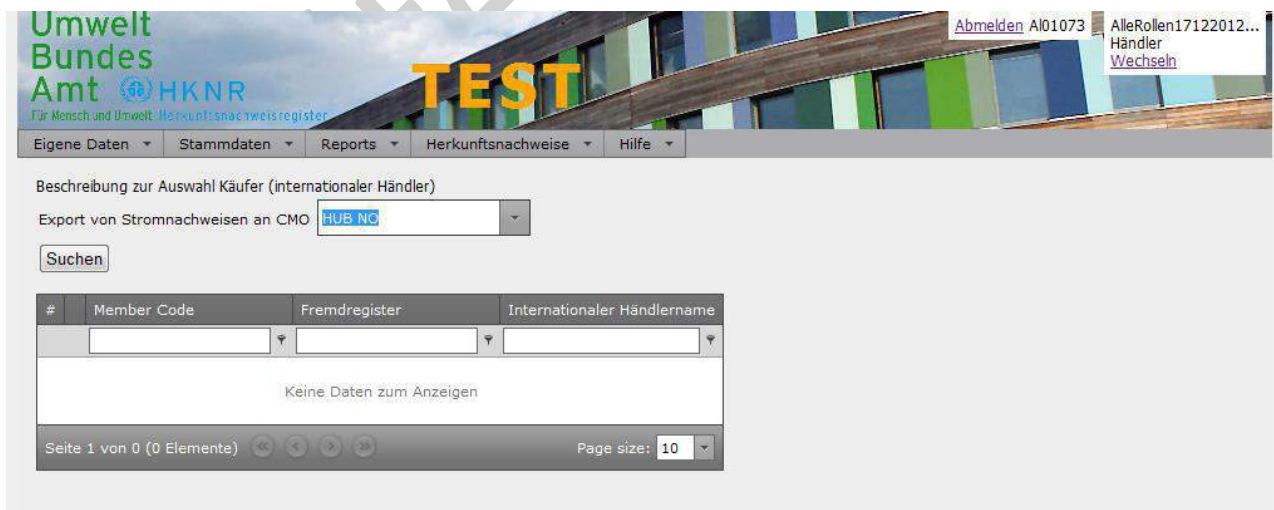 Umwelt
Bundes
Amt HKNR
Für Mensch und Umwelt Herkunftsnachweisregister
TEST
Abmelden Al01073
AlleRollen17122012...
Händler
Wechseln
Eigene Daten Stammdaten Reports Herkunftsnachweise Hilfe
Beschreibung zur Auswahl Käufer (internationaler Händler)
Export von Stromnachweisen an CMO HUB NO
Suchen
# Member Code Fremdregister Internationaler Händlername
Keine Daten zum Anzeigen
Seite 1 von 0 (0 Elemente) Page size: 10